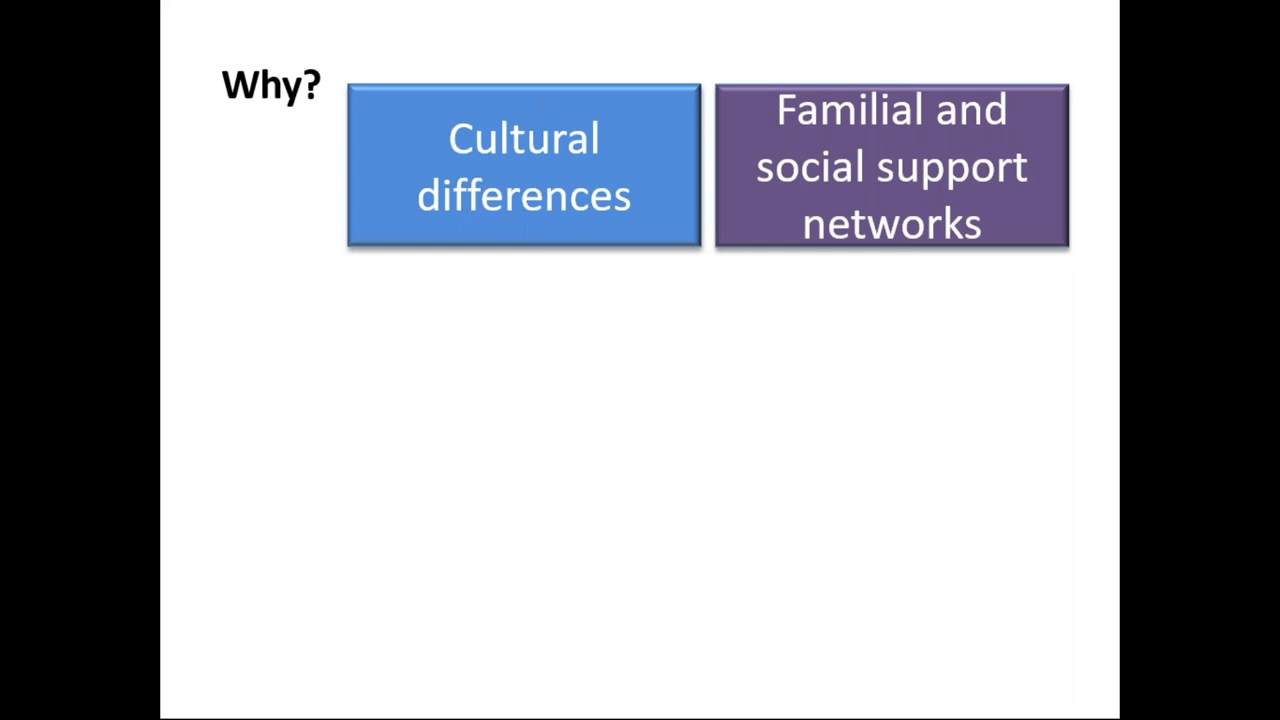 Why?
Cultural
differences
Familial and
social support
networks